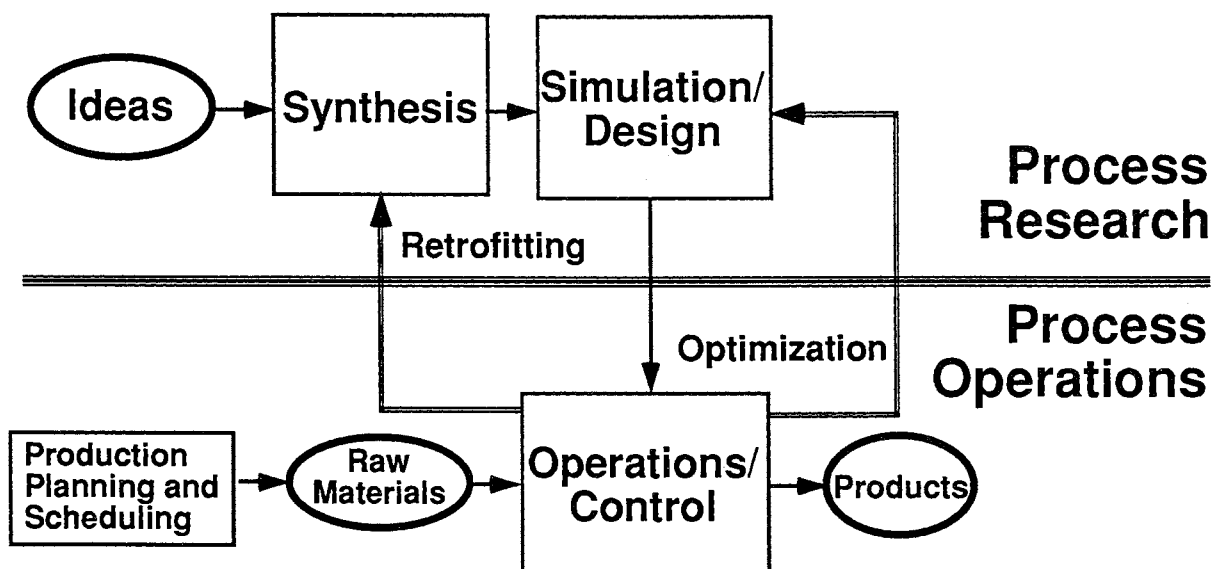 Ideas
Synthesis
Simulation/
Design
Process
Research
Retrofitting
Process
Operations
Optimization
Production
Planning and
Scheduling
Raw
Materials
Operations/
Control
Products